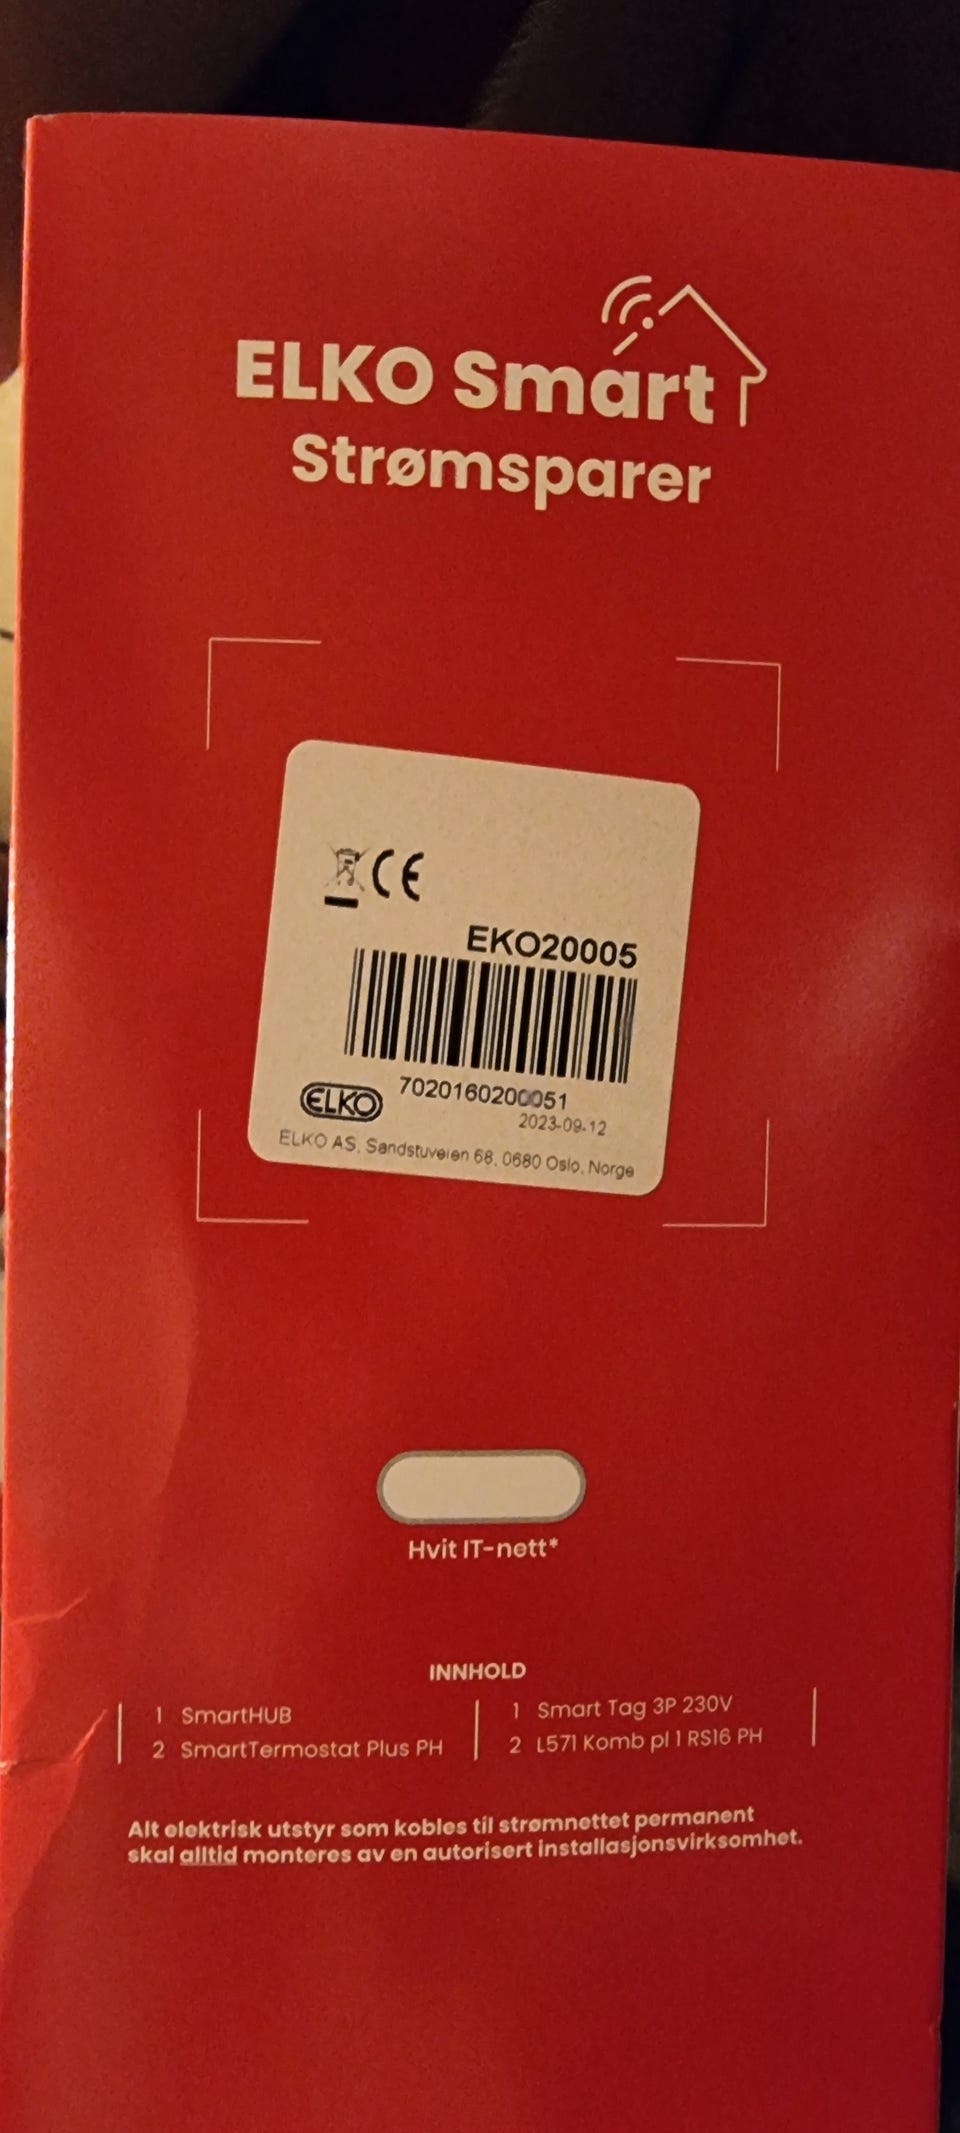 ELKO Smart
Strømsparer
CE
EKO20005
7020160200051
2023-09-12
ELKO
ELKO AS, Sandstuveien 68, 0680 Oslo, Norge
Hvit IT-nett*
INNHOLD
1 SmartHUB
2 SmartTermostat Plus PH
1 Smart Tag 3P 230V
2 L571 Komb pl 1 RS16 PH
Alt elektrisk utstyr som kobles til strømnettet permanent
skal alltid monteres av en autorisert installasjonsvirksomhet.